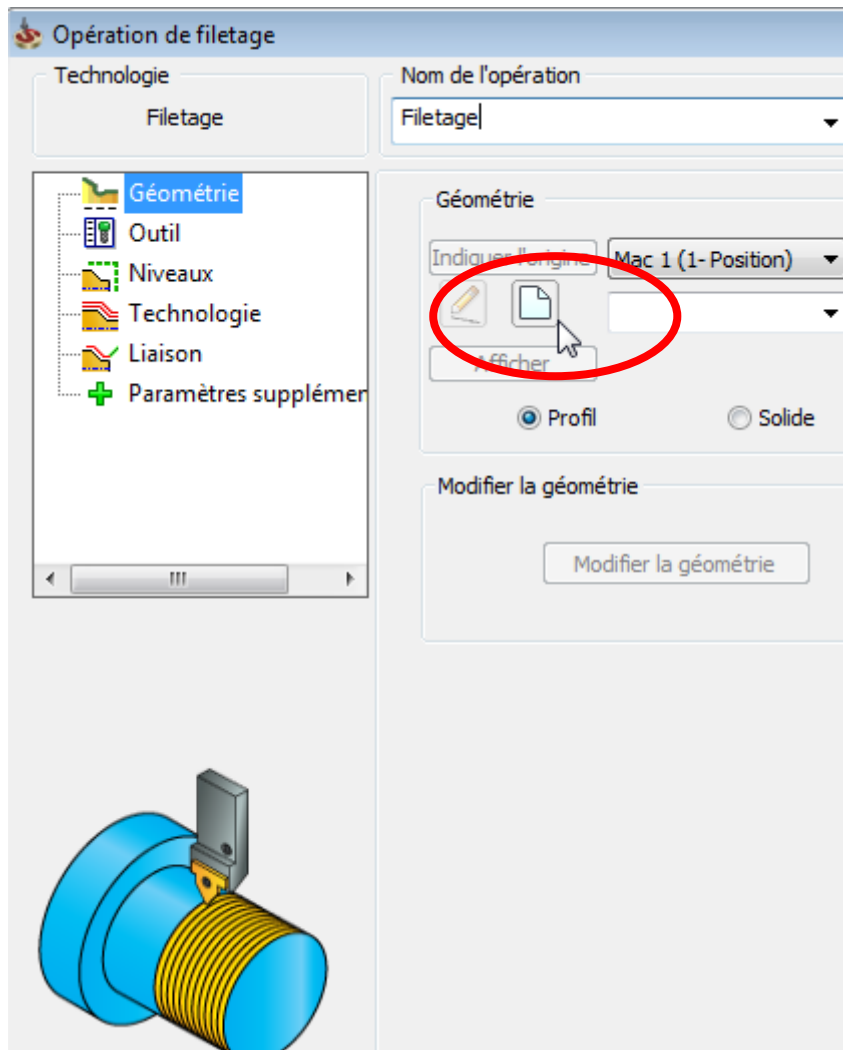 Opération de filetage
Technologie
Filetage
Nom de l'opération
Filetage
Géométrie
Outil
Niveaux
Technologie
Liaison
Paramètres supplémen
Géométrie
Indiquer l'origine
Mac 1 (1- Position)
Afficher
Profil
Solide
Modifier la géométrie
Modifier la géométrie